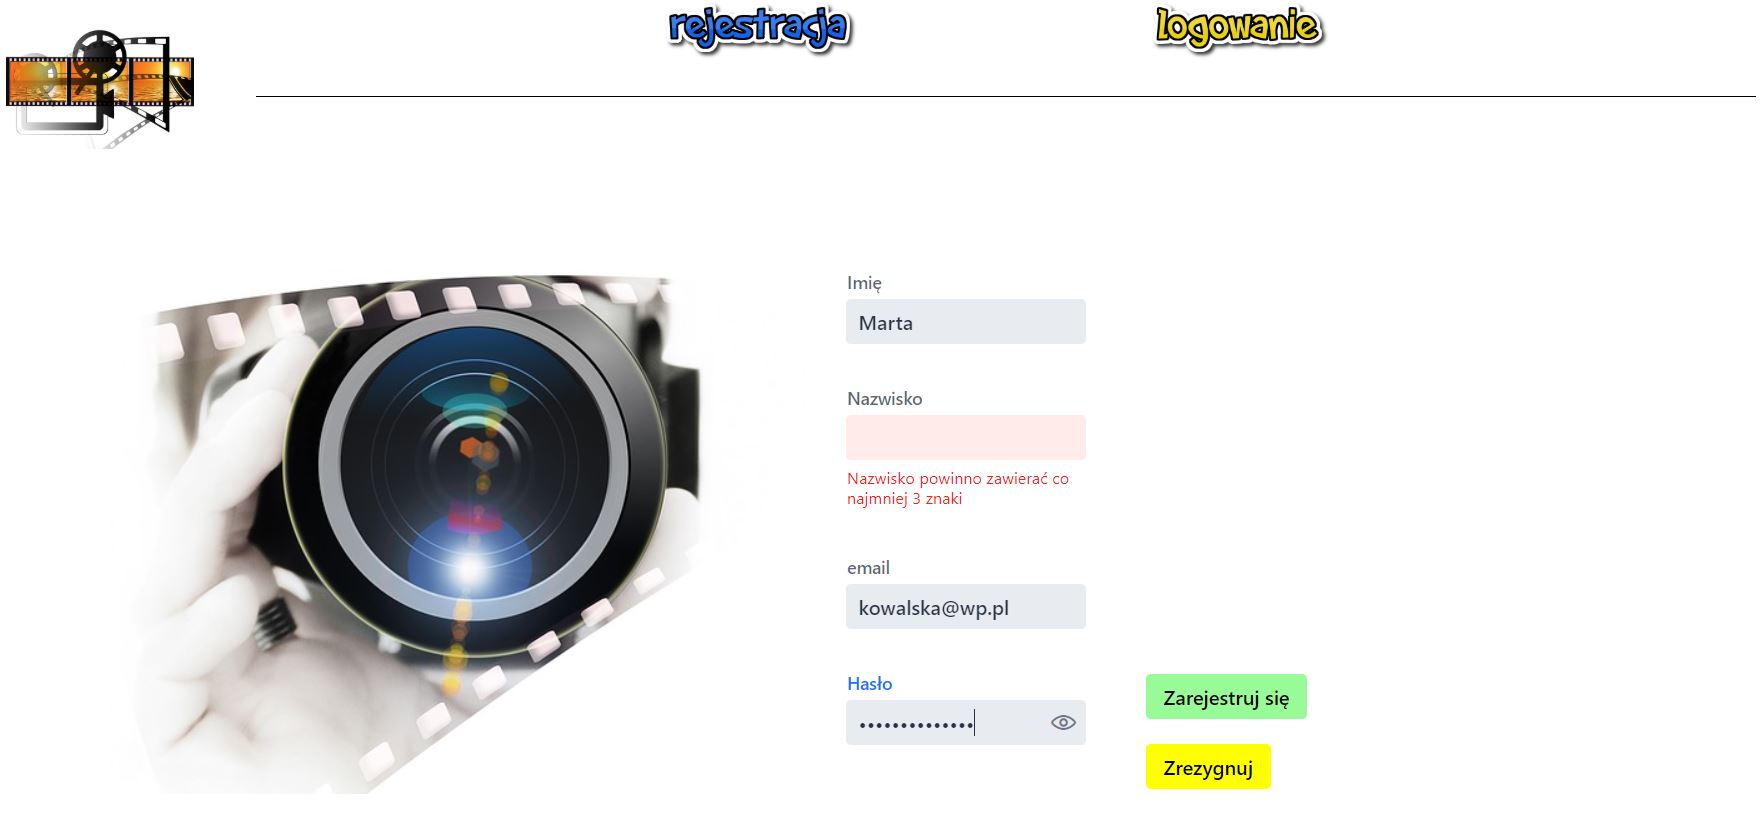 rejestracja
logowanie
Imię
Marta
Nazwisko
Nazwisko powinno zawierać co
najmniej 3 znaki
email
kowalska@wp.pl
Hasło
••••••••••••••
Zarejestruj się
Zrezygnuj